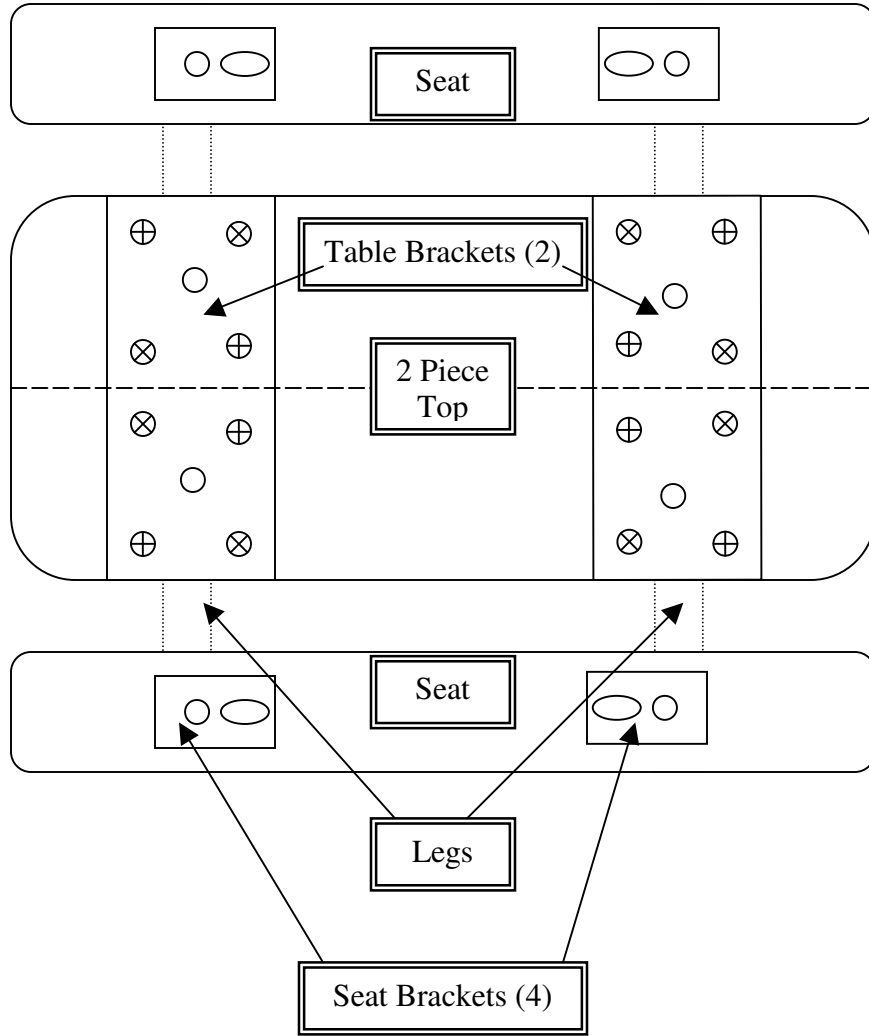 Seat
Table Brackets (2)
2 Piece
Top
Seat
Legs
Seat Brackets (4)